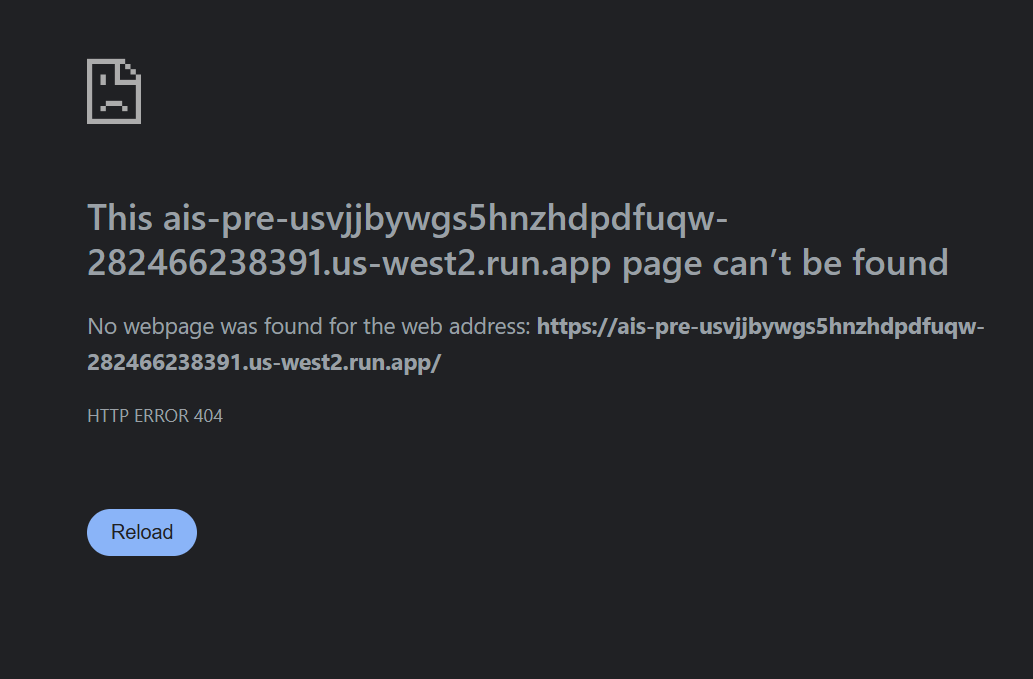 This ais-pre-usvjjbywgs5hnzhdpdfuqw-
282466238391.us-west2.run.app page can’t be found
No webpage was found for the web address: https://ais-pre-usvjjbywgs5hnzhdpdfuqw-
282466238391.us-west2.run.app/
HTTP ERROR 404
Reload